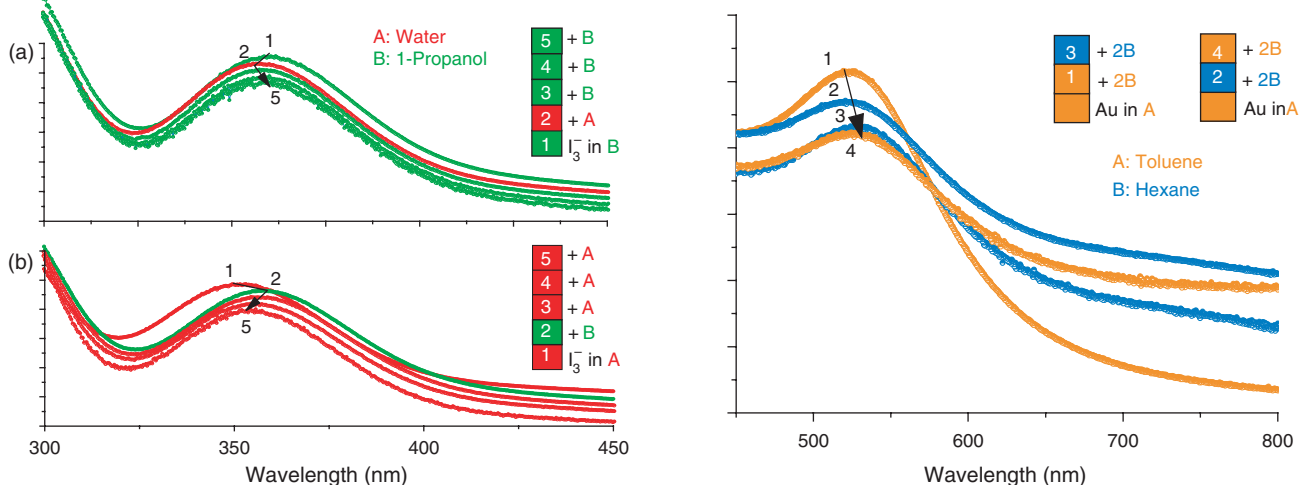 (a)
A: Water
B: 1-Propanol
1
2
5
5 + B
4 + B
3 + B
2 + A
1 I₃⁻ in B
(b)
1
2
5
5 + A
4 + A
3 + A
2 + B
1 I₃⁻ in A
300 350 400 450
Wavelength (nm)
1
2
3
4
3 + 2B
1 + 2B
Au in A
4 + 2B
2 + 2B
Au inA
A: Toluene
B: Hexane
500 600 700 800
Wavelength (nm)